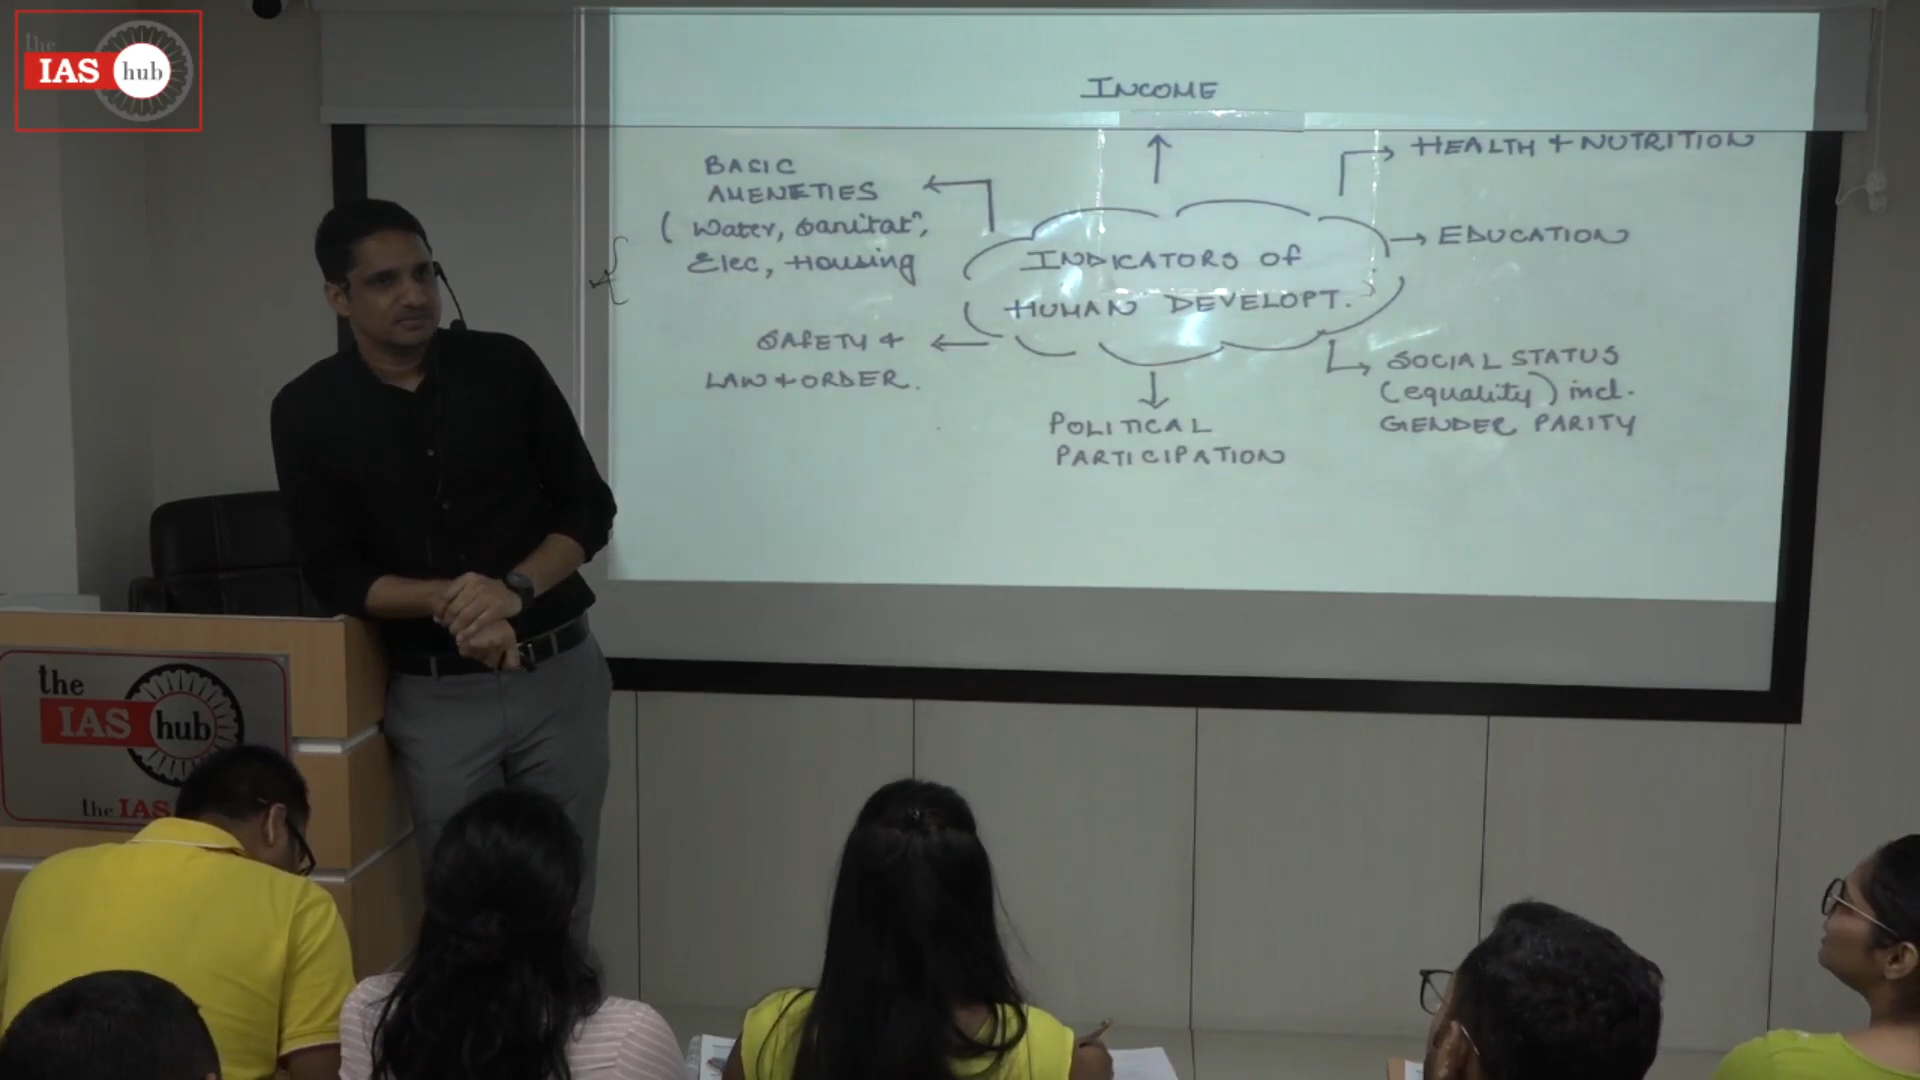 the
IAS hub
INCOME
HEALTH + NUTRITION
BASIC
AMENETIES
(Water, Sanitatⁿ,
Elec, Housing
EDUCATION
INDICATORS Of
HUMAN DEVELOPT.
SAFETY &
LAW & ORDER.
SOCIAL STATUS
(equality) incl.
GENDER PARITY
POLITICAL
PARTICIPATION
the
IAS hub
the IAS